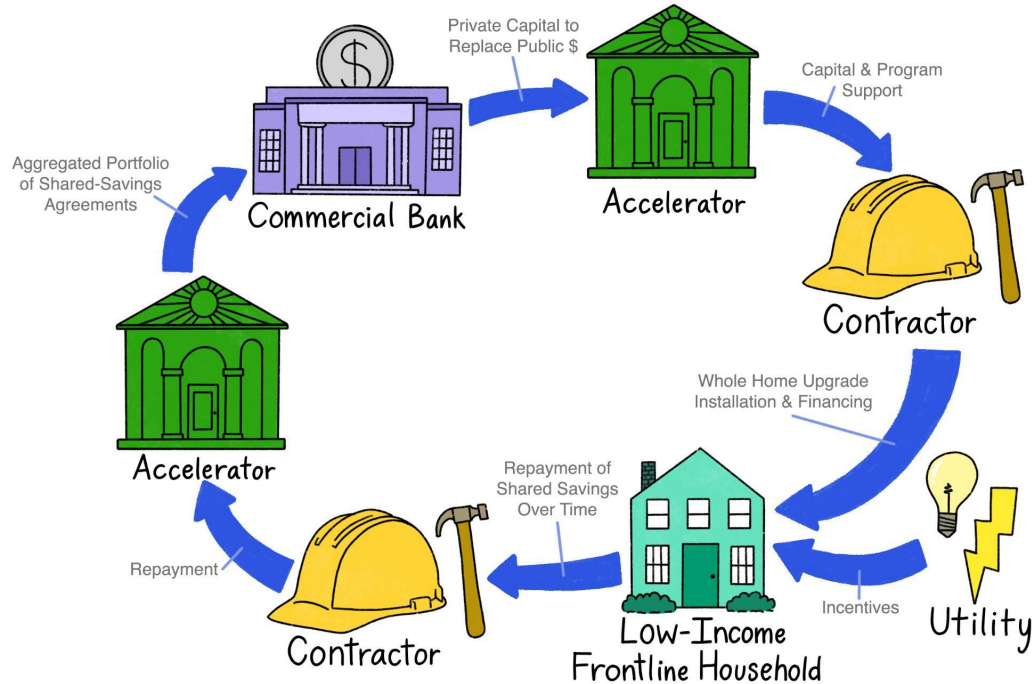 Private Capital to
Replace Public $
Capital & Program
Support
Aggregated Portfolio
of Shared-Savings
Agreements
$
Commercial Bank
Accelerator
Contractor
Whole Home Upgrade
Installation & Financing
Accelerator
Repayment of
Shared Savings
Over Time
Repayment
Incentives
Utility
Low-Income
Frontline Household
Contractor